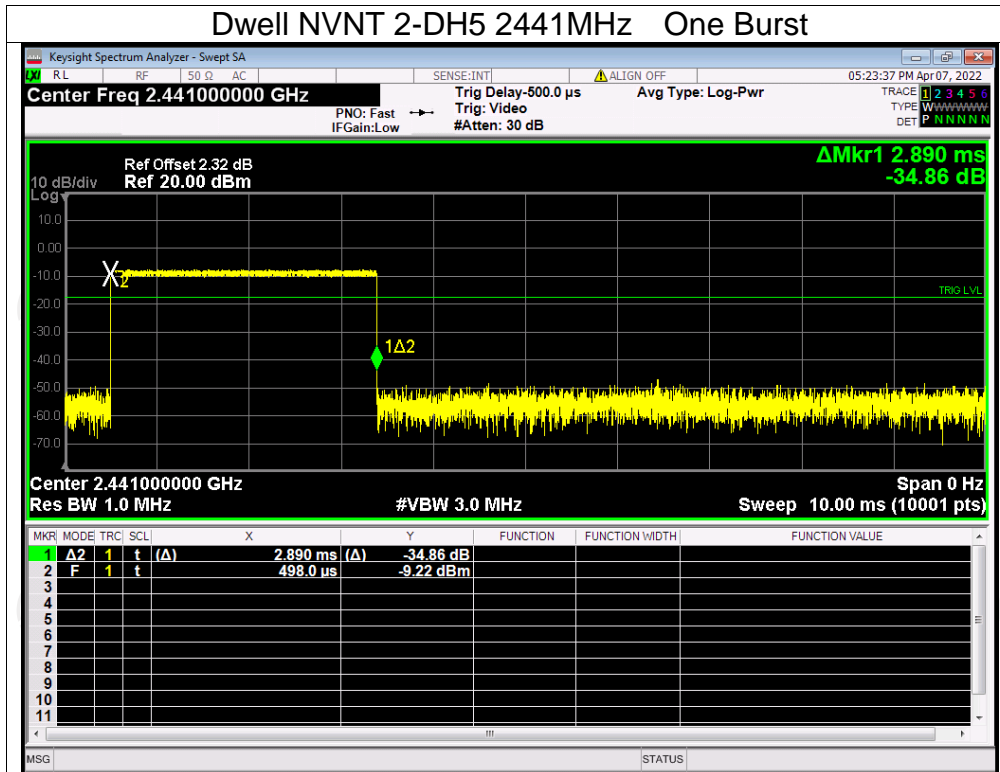 Dwell NVNT 2-DH5 2441MHz One Burst
Keysight Spectrum Analyzer - Swept SA
LXI RL RF 50 Ω AC SENSE:INT ALIGN OFF 05:23:37 PM Apr 07, 2022
Center Freq 2.441000000 GHz Trig Delay-500.0 µs Avg Type: Log-Pwr TRACE 1 2 3 4 5 6
PNO: Fast Trig: Video TYPE WWWWWW
IFGain:Low #Atten: 30 dB DET P N N N N N
ΔMkr1 2.890 ms
-34.86 dB
Ref Offset 2.32 dB
10 dB/div Ref 20.00 dBm
Log
10.0
0.00
-10.0
X2
TRIG LVL
-20.0
-30.0
1Δ2
-40.0
-50.0
-60.0
-70.0
Center 2.441000000 GHz Span 0 Hz
Res BW 1.0 MHz #VBW 3.0 MHz Sweep 10.00 ms (10001 pts)
MKR MODE TRC SCL X Y FUNCTION FUNCTION WIDTH FUNCTION VALUE
1 Δ2 1 t (Δ) 2.890 ms (Δ) -34.86 dB
2 F 1 t 498.0 µs -9.22 dBm
3
4
5
6
7
8
9
10
11
MSG STATUS